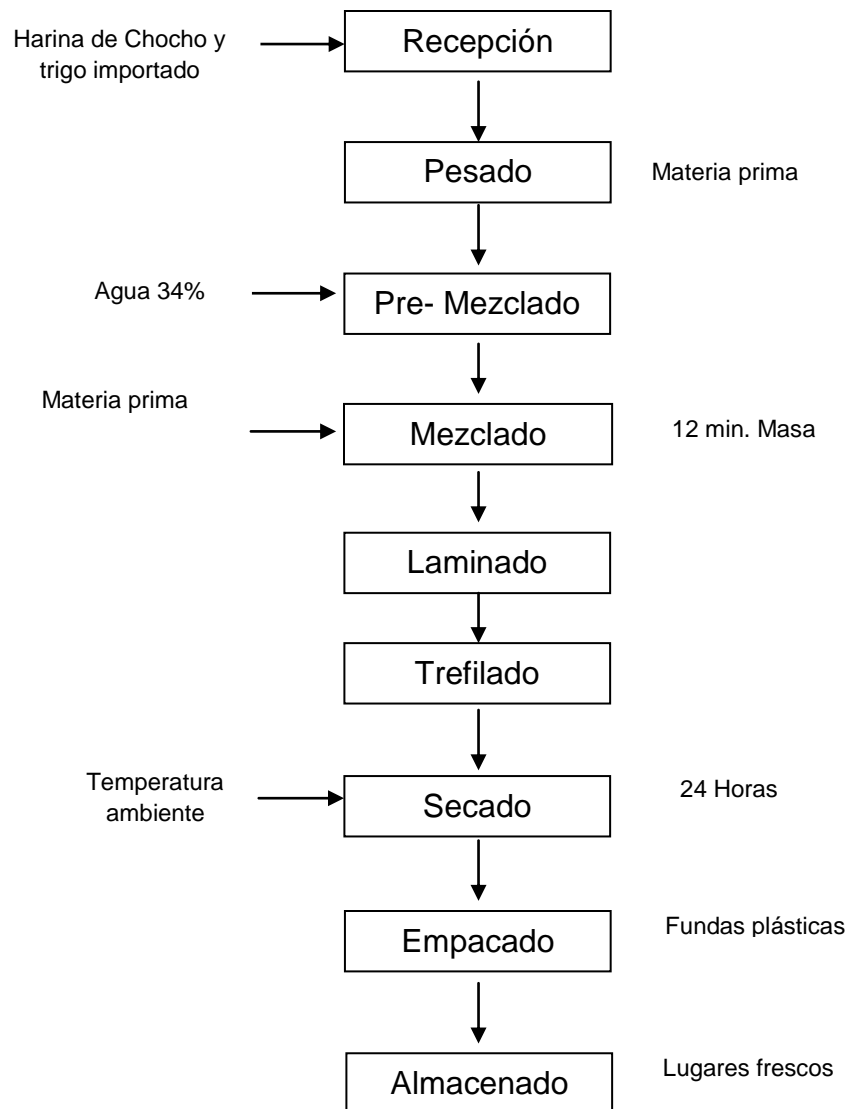 Harina de Chocho y
trigo importado
Recepción
Pesado
Materia prima
Agua 34%
Pre- Mezclado
Materia prima
Mezclado
12 min. Masa
Laminado
Trefilado
Temperatura
ambiente
Secado
24 Horas
Empacado
Fundas plásticas
Almacenado
Lugares frescos